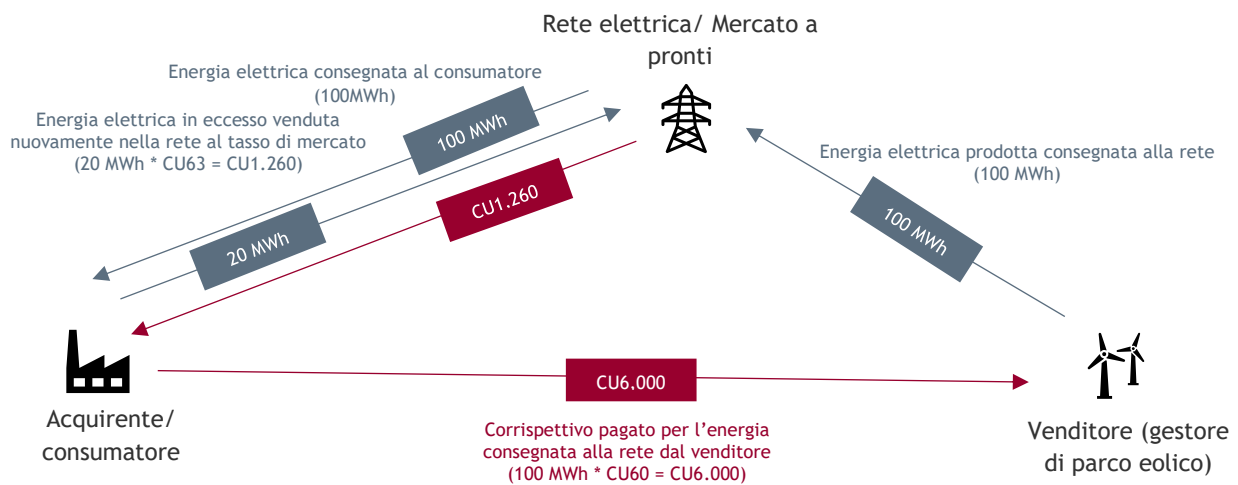 Rete elettrica/ Mercato a
pronti
Energia elettrica consegnata al consumatore
(100MWh)
Energia elettrica in eccesso venduta
nuovamente nella rete al tasso di mercato
(20 MWh * CU63 = CU1.260)
100 MWh
20 MWh
CU1.260
Energia elettrica prodotta consegnata alla rete
(100 MWh)
100 MWh
CU6.000
Acquirente/
consumatore
Corrispettivo pagato per l’energia
consegnata alla rete dal venditore
(100 MWh * CU60 = CU6.000)
Venditore (gestore
di parco eolico)